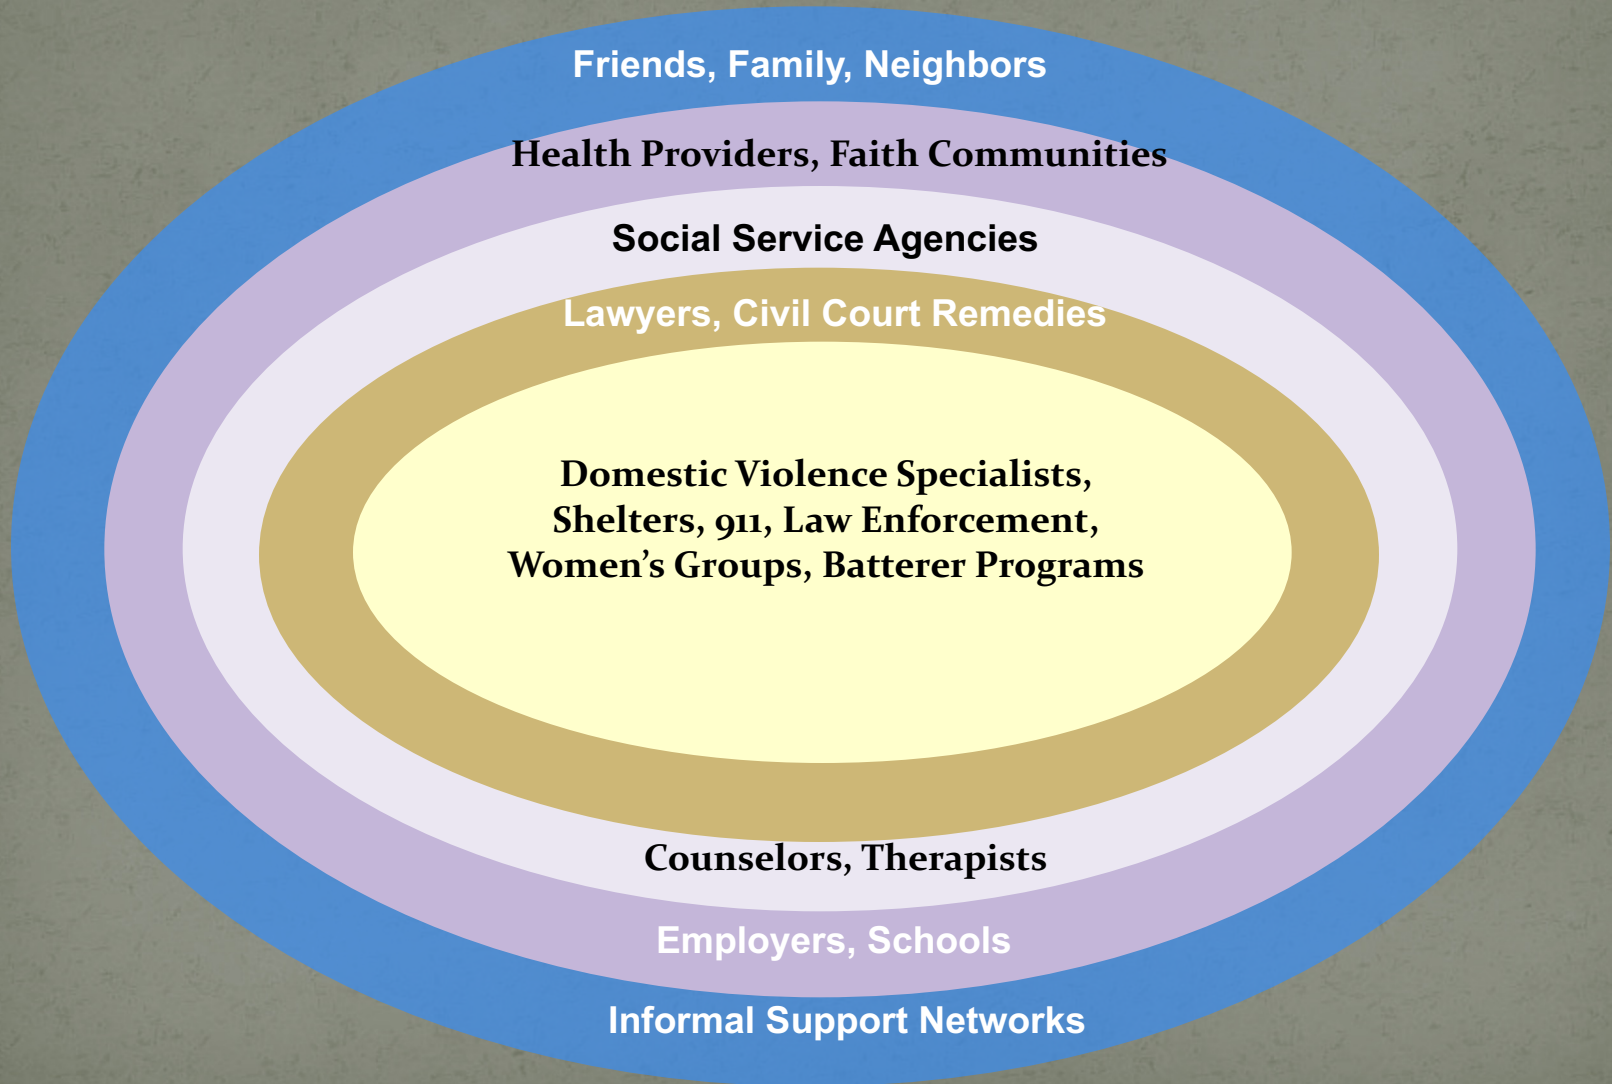 Friends, Family, Neighbors
Health Providers, Faith Communities
Social Service Agencies
Lawyers, Civil Court Remedies
Domestic Violence Specialists,
Shelters, 911, Law Enforcement,
Women’s Groups, Batterer Programs
Counselors, Therapists
Employers, Schools
Informal Support Networks